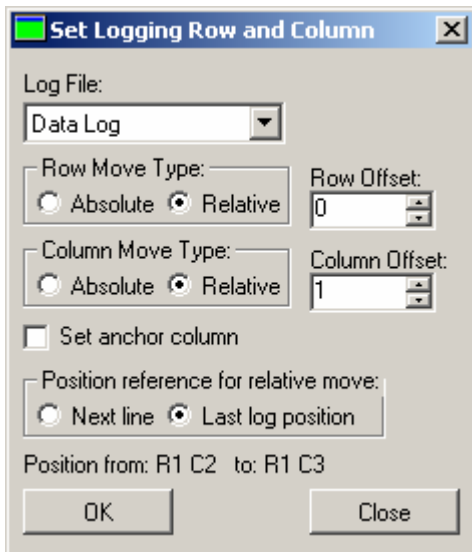 Set Logging Row and Column
Log File:
Data Log
Row Move Type:
Absolute Relative
Row Offset:
0
Column Move Type:
Absolute Relative
Column Offset:
1
Set anchor column
Position reference for relative move:
Next line Last log position
Position from: R1 C2 to: R1 C3
OK Close